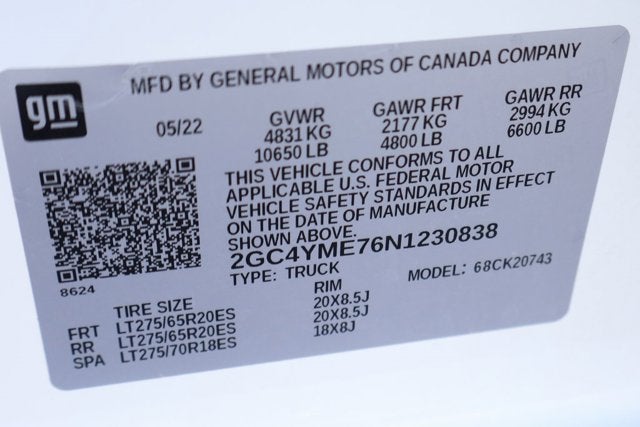 MFD BY GENERAL MOTORS OF CANADA COMPANY
gm
05/22
GVWR GAWR FRT GAWR RR
4831 KG 2177 KG 2994 KG
10650 LB 4800 LB 6600 LB
THIS VEHICLE CONFORMS TO ALL
APPLICABLE U.S. FEDERAL MOTOR
VEHICLE SAFETY STANDARDS IN EFFECT
ON THE DATE OF MANUFACTURE
SHOWN ABOVE.
2GC4YME76N1230838
TYPE: TRUCK MODEL: 68CK20743
8624
TIRE SIZE RIM
FRT LT275/65R20ES 20X8.5J
RR LT275/65R20ES 20X8.5J
SPA LT275/70R18ES 18X8J